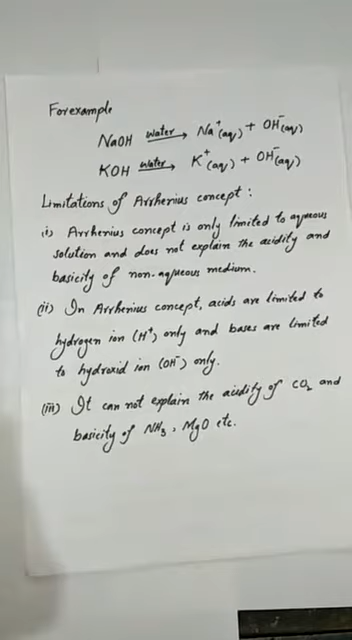 For example
NaOH water → Na⁺(aq) + OH⁻(aq)
KOH water → K⁺(aq) + OH⁻(aq)
Limitations of Arrhenius concept :
(i) Arrhenius concept is only limited to aqueous
solution and does not explain the acidity and
basicity of non-aqueous medium.
(ii) In Arrhenius concept, acids are limited to
hydrogen ion (H⁺) only and bases are limited
to hydroxid ion (OH⁻) only.
(iii) It can not explain the acidity of CO₂ and
basicity of NH₃, MgO etc.